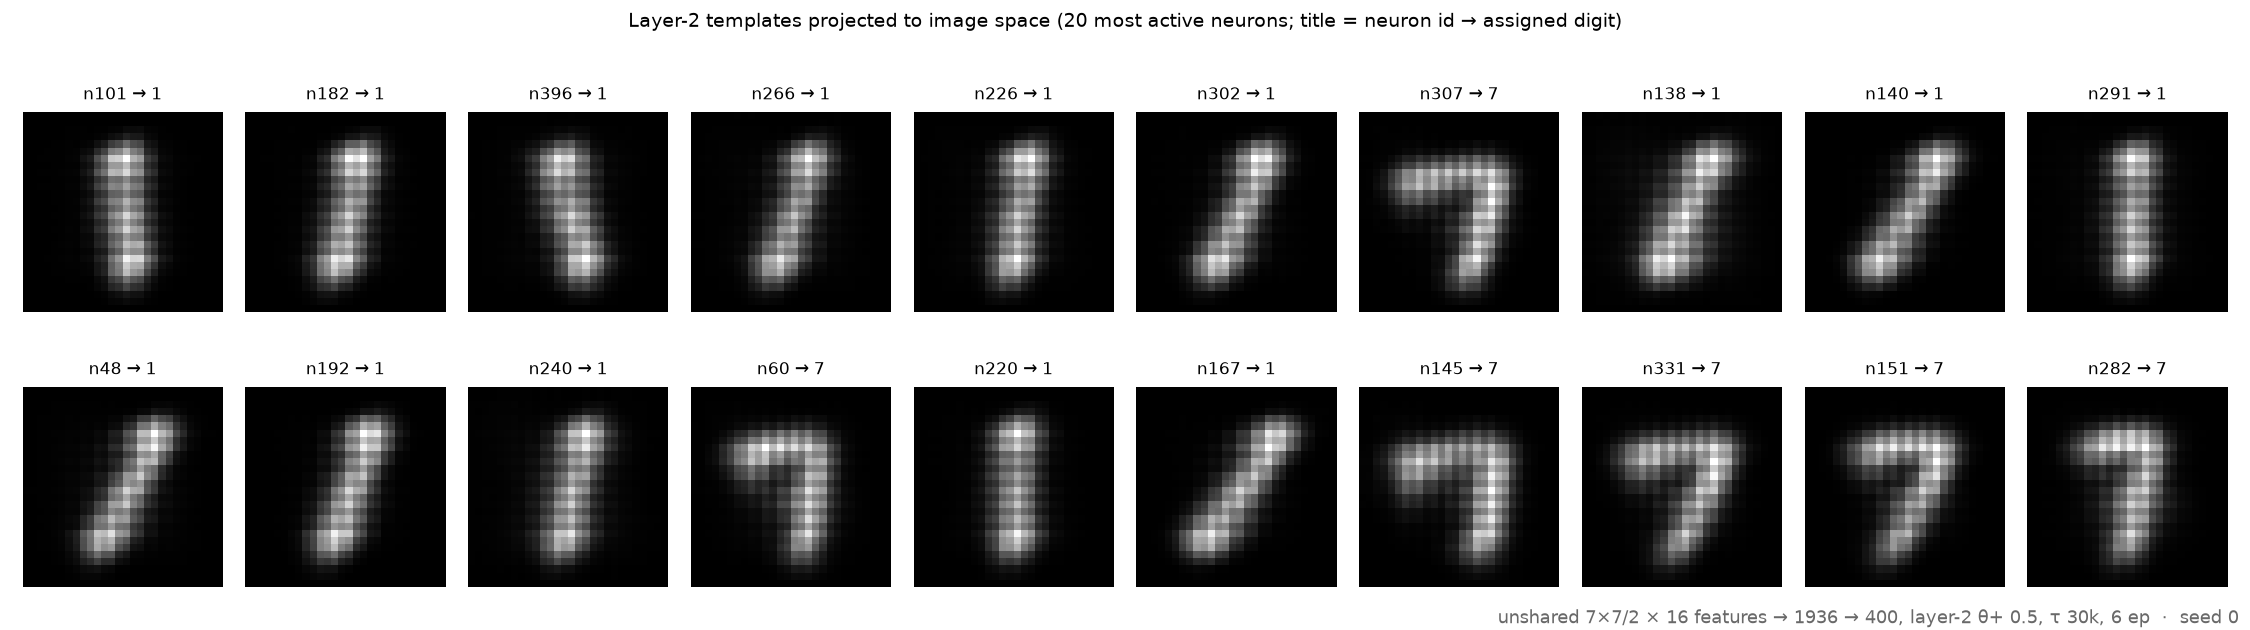 Layer-2 templates projected to image space (20 most active neurons; title = neuron id → assigned digit)
n101 → 1 n182 → 1 n396 → 1 n266 → 1 n226 → 1 n302 → 1 n307 → 7 n138 → 1 n140 → 1 n291 → 1
n48 → 1 n192 → 1 n240 → 1 n60 → 7 n220 → 1 n167 → 1 n145 → 7 n331 → 7 n151 → 7 n282 → 7
unshared 7×7/2 × 16 features → 1936 → 400, layer-2 θ+ 0.5, τ 30k, 6 ep · seed 0